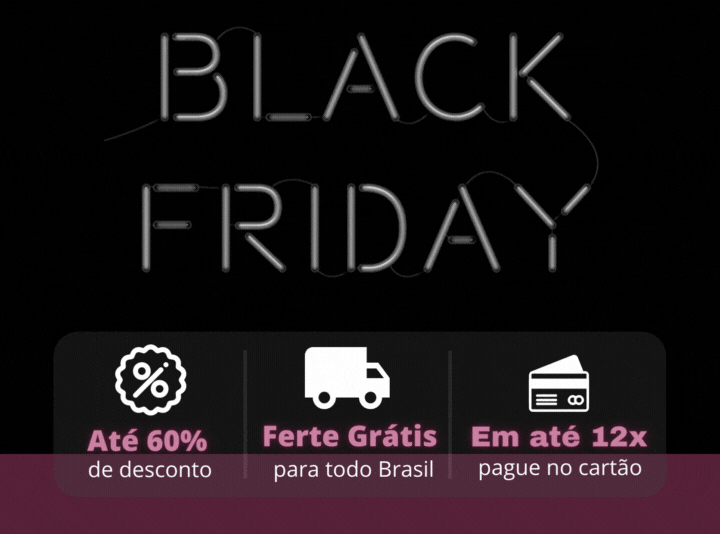 BLACK
FRIDAY
Até 60%
de desconto
Ferte Grátis
para todo Brasil
Em até 12x
pague no cartão